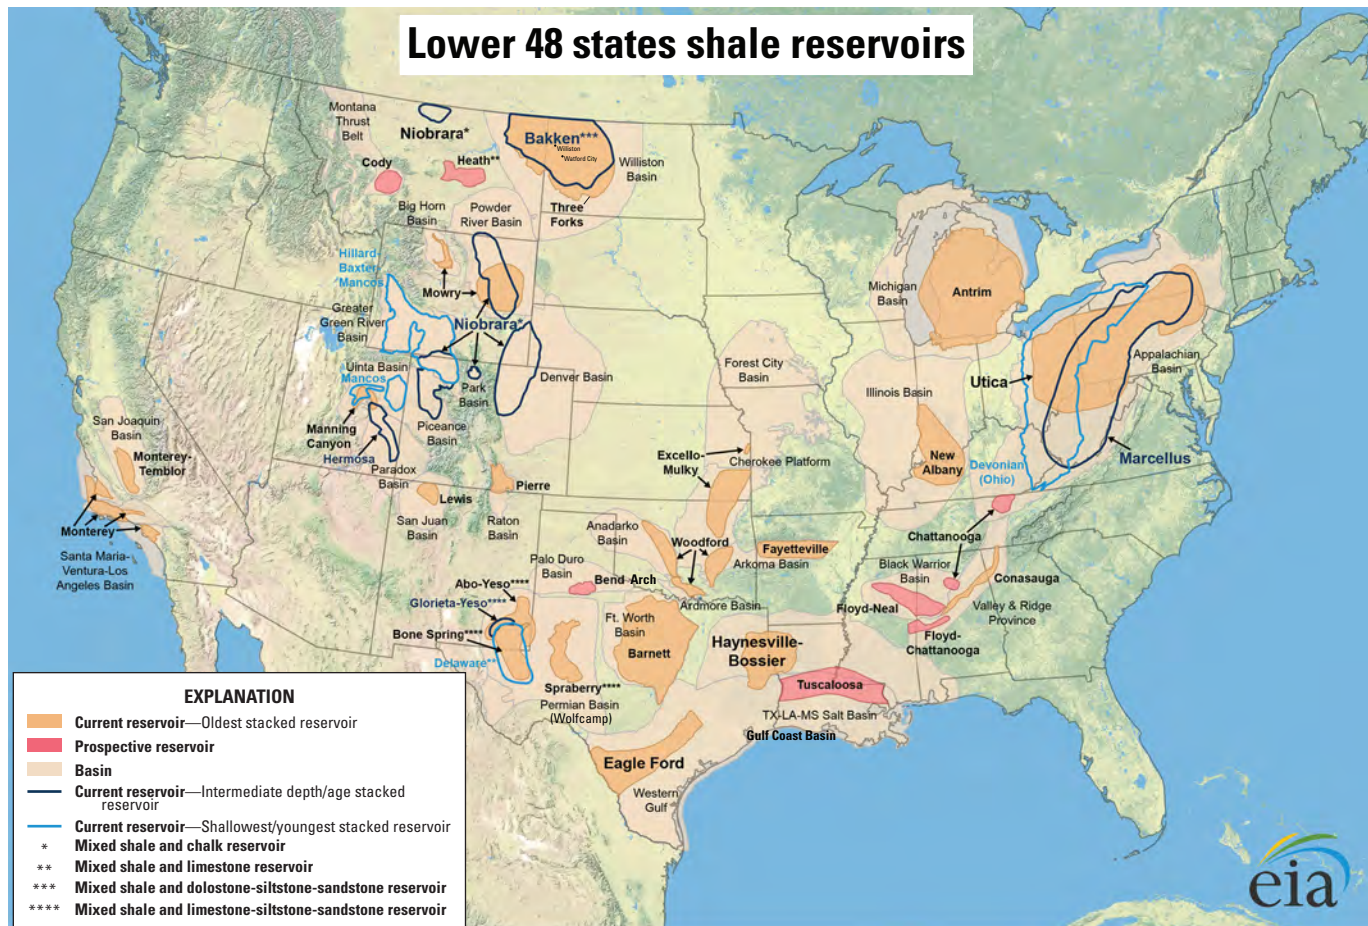 Lower 48 states shale reservoirs
Montana
Thrust
Belt
Niobrara*
Bakken***
Williston
Watford City
Cody
Heath**
Williston
Basin
Big Horn
Basin
Powder
River Basin
Three
Forks
Hillard-
Baxter-
Mancos
Mowry
Michigan
Basin
Antrim
Greater
Green River
Basin
Niobrara*
Uinta Basin
Mancos
Park
Basin
Denver Basin
Forest City
Basin
Illinois Basin
Utica
Appalachian
Basin
San Joaquin
Basin
Manning
Canyon
Hermosa
Piceance
Basin
Monterey-
Temblor
Paradox
Basin
Excello-
Mulky
Cherokee Platform
New
Albany
Devonian
(Ohio)
Marcellus
Lewis
Pierre
Monterey
San Juan
Basin
Raton
Basin
Anadarko
Basin
Woodford
Fayetteville
Arkoma Basin
Chattanooga
Santa Maria-
Ventura-Los
Angeles Basin
Palo Duro
Basin
Bend Arch
Black Warrior
Basin
Conasauga
Abo-Yeso****
Glorieta-Yeso****
Ardmore Basin
Floyd-Neal
Valley & Ridge
Province
Bone Spring****
Ft. Worth
Basin
Barnett
Haynesville-
Bossier
Floyd-
Chattanooga
Delaware**
Spraberry****
Permian Basin
(Wolfcamp)
Tuscaloosa
TX-LA-MS Salt Basin
Gulf Coast Basin
Eagle Ford
Western
Gulf
EXPLANATION
Current reservoir—Oldest stacked reservoir
Prospective reservoir
Basin
Current reservoir—Intermediate depth/age stacked
reservoir
Current reservoir—Shallowest/youngest stacked reservoir
* Mixed shale and chalk reservoir
** Mixed shale and limestone reservoir
*** Mixed shale and dolostone-siltstone-sandstone reservoir
**** Mixed shale and limestone-siltstone-sandstone reservoir
eia